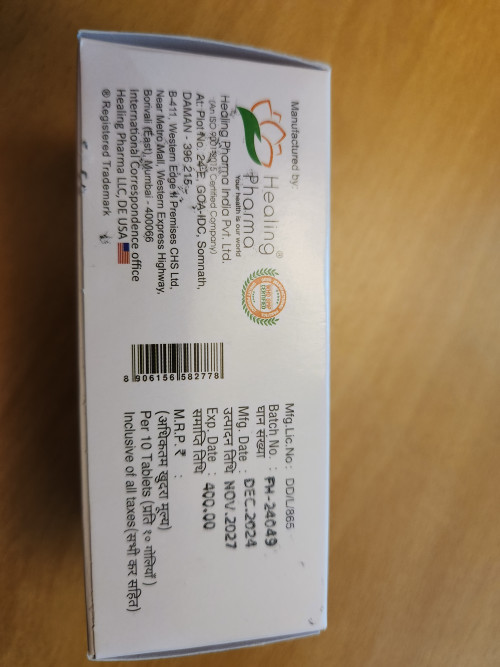 Manufactured by:
Healing®
Pharma
Your health is our world
Healing Pharma India Pvt. Ltd.
(An ISO 9001:2015 Certified Company)
At: Plot No. 24-E, GOA-IDC, Somnath,
DAMAN - 396 215
B-411, Western Edge II Premises CHS Ltd.
Near Metro Mall, Western Express Highway,
Borivali (East), Mumbai - 400066
International Correspondence office
Healing Pharma LLC, DE USA
® Registered Trademark
8 906156 582778
Mfg.Lic.No : DD/L/865
Batch No. : PH-24049
घान संख्या
Mfg. Date : DEC.2024
उत्पादन तिथि NOV.2027
Exp. Date : 400.00
समाप्ति तिथि
M.R.P. ₹ :
(अधिकतम खुदरा मूल्य)
Per 10 Tablets (प्रति १० गोलियाँ)
Inclusive of all taxes(सभी कर सहित)